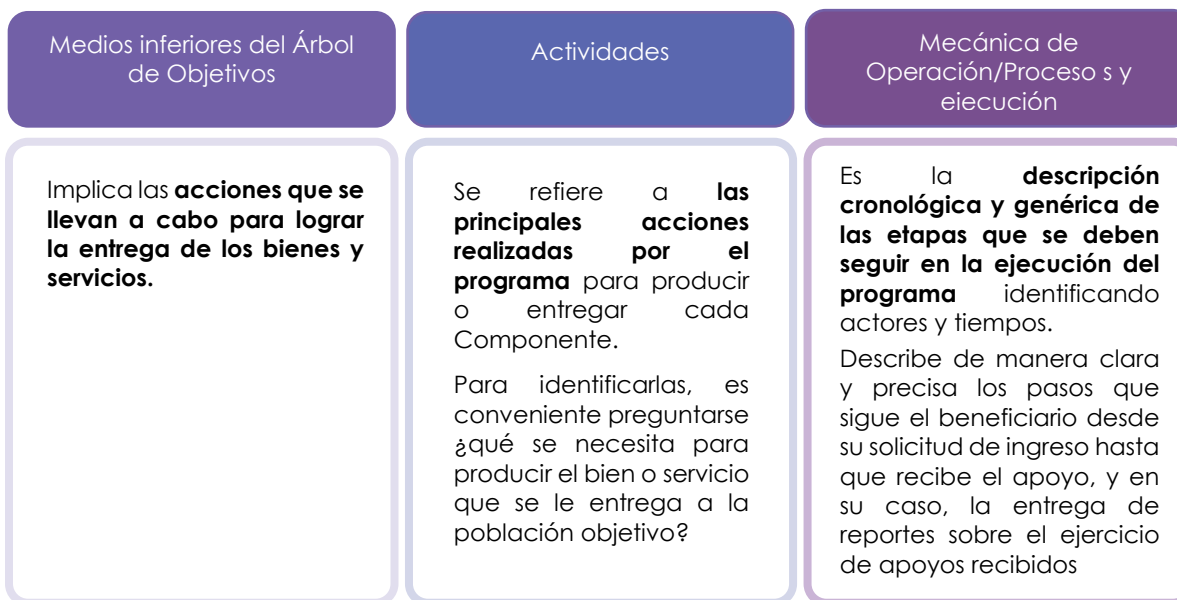 Medios inferiores del Árbol
de Objetivos
Implica las acciones que se
llevan a cabo para lograr
la entrega de los bienes y
servicios.
Actividades
Se refiere a las
principales acciones
realizadas por el
programa para producir
o entregar cada
Componente.
Para identificarlas, es
conveniente preguntarse
¿qué se necesita para
producir el bien o servicio
que se le entrega a la
población objetivo?
Mecánica de
Operación/Proceso s y
ejecución
Es la descripción
cronológica y genérica de
las etapas que se deben
seguir en la ejecución del
programa identificando
actores y tiempos.
Describe de manera clara
y precisa los pasos que
sigue el beneficiario desde
su solicitud de ingreso hasta
que recibe el apoyo, y en
su caso, la entrega de
reportes sobre el ejercicio
de apoyos recibidos